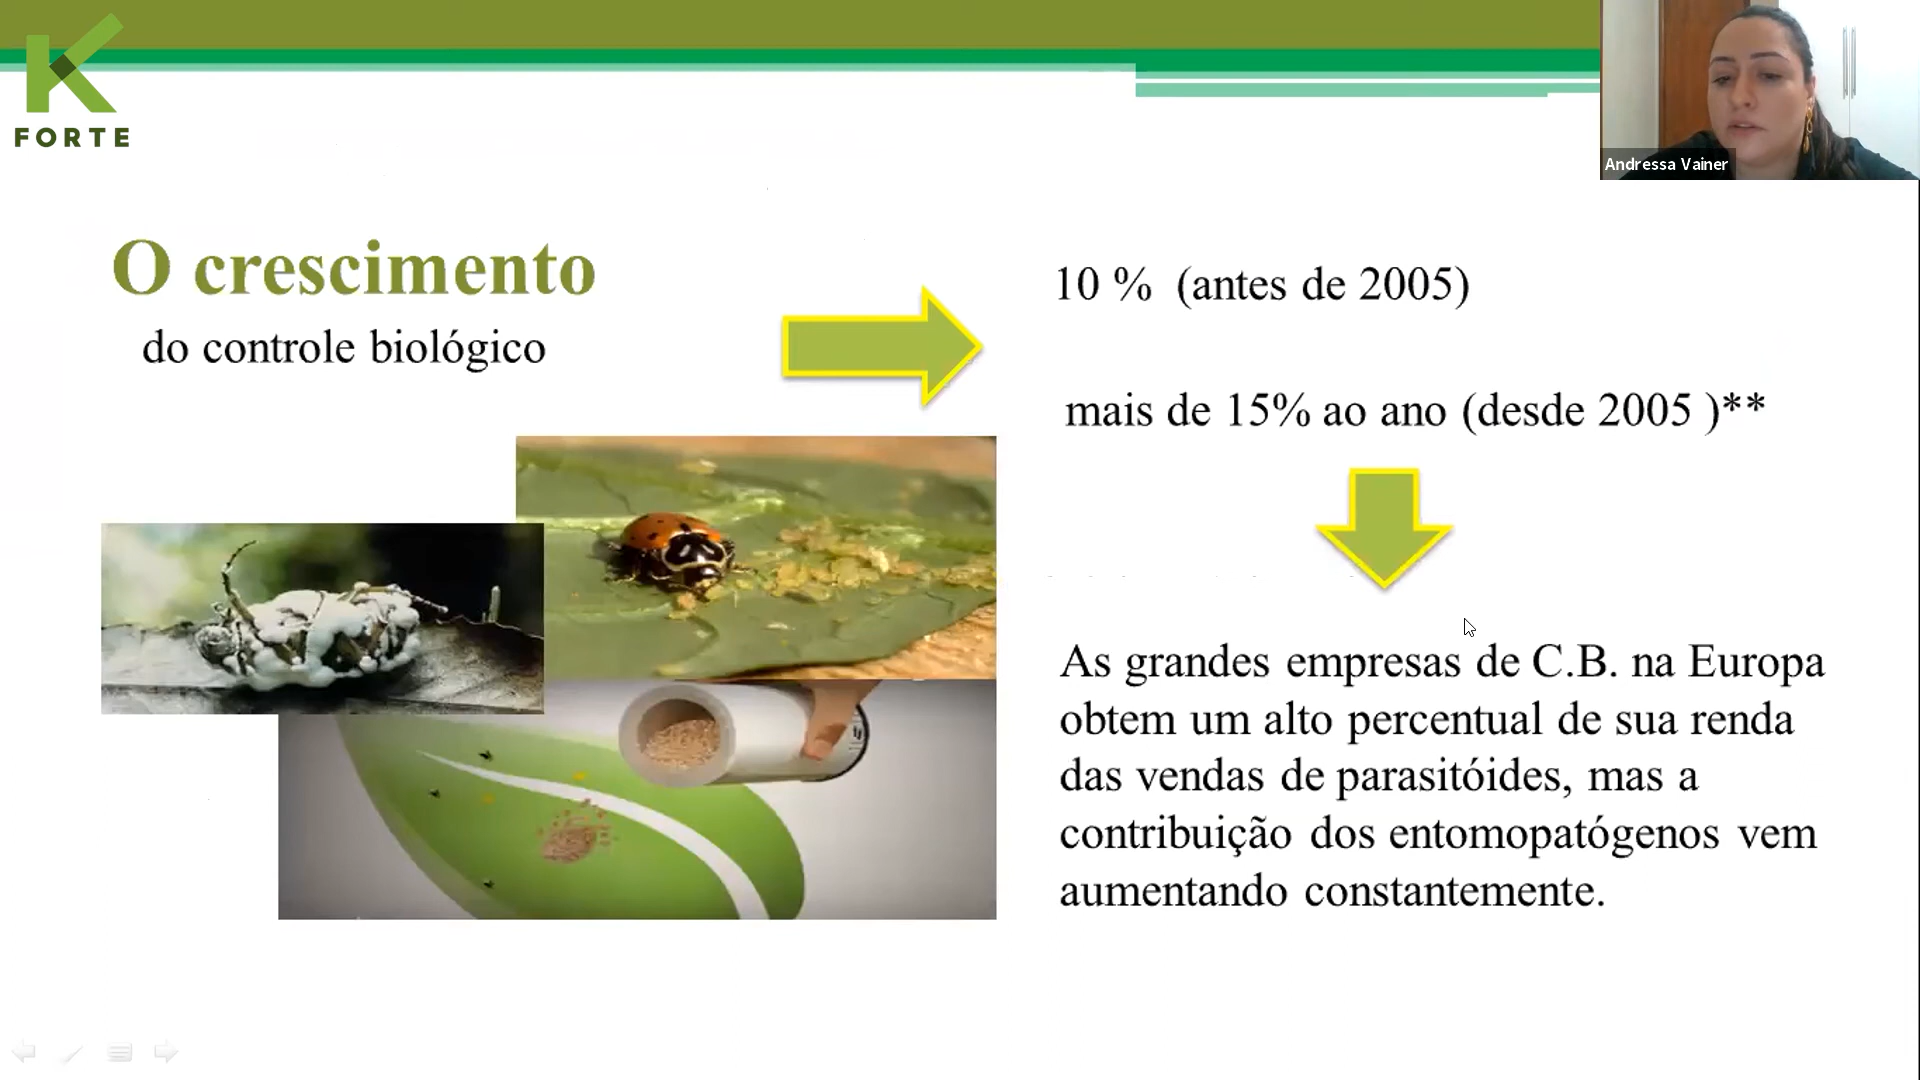 K
FORTE
Andressa Vainer
O crescimento
do controle biológico
10 % (antes de 2005)
mais de 15% ao ano (desde 2005 )**
As grandes empresas de C.B. na Europa
obtem um alto percentual de sua renda
das vendas de parasitóides, mas a
contribuição dos entomopatógenos vem
aumentando constantemente.